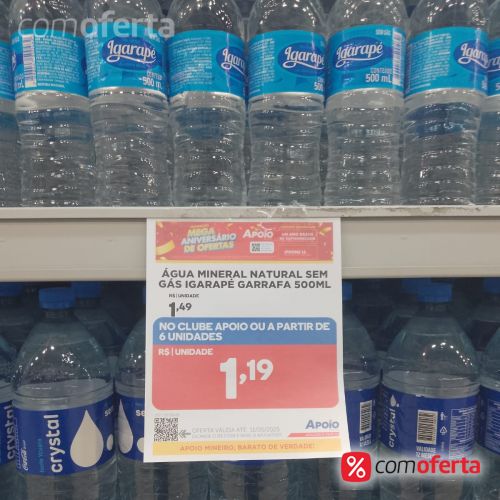 comoferta
Igarapé
Igarapé
Igarapé
Igarapé
500 mL
500 mL
MEGA
ANIVERSÁRIO
DE OFERTAS
APOIO
ÁGUA MINERAL NATURAL SEM
GÁS IGARAPÉ GARRAFA 500ML
R$ | UNIDADE
1,49
NO CLUBE APOIO OU A PARTIR DE
6 UNIDADES
R$ | UNIDADE
1,19
APOIO
APOIO MINEIRO, BARATO DE VERDADE!
crystal
crystal
% comoferta